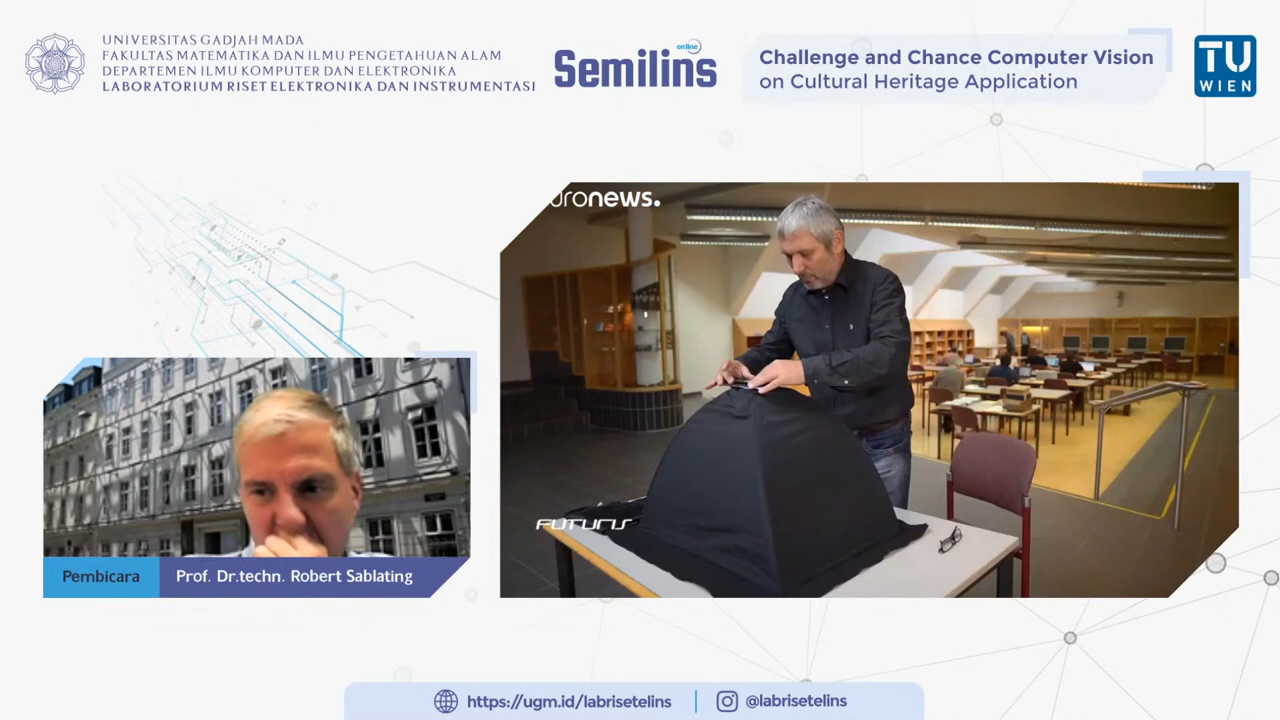 UNIVERSITAS GADJAH MADA
FAKULTAS MATEMATIKA DAN ILMU PENGETAHUAN ALAM
DEPARTEMEN ILMU KOMPUTER DAN ELEKTRONIKA
LABORATORIUM RISET ELEKTRONIKA DAN INSTRUMENTASI
online
Semilins
Challenge and Chance Computer Vision
on Cultural Heritage Application
TU
WIEN
uronews.
FUTURIS
Pembicara
Prof. Dr.techn. Robert Sablating
https://ugm.id/labrisetelins
@labrisetelins